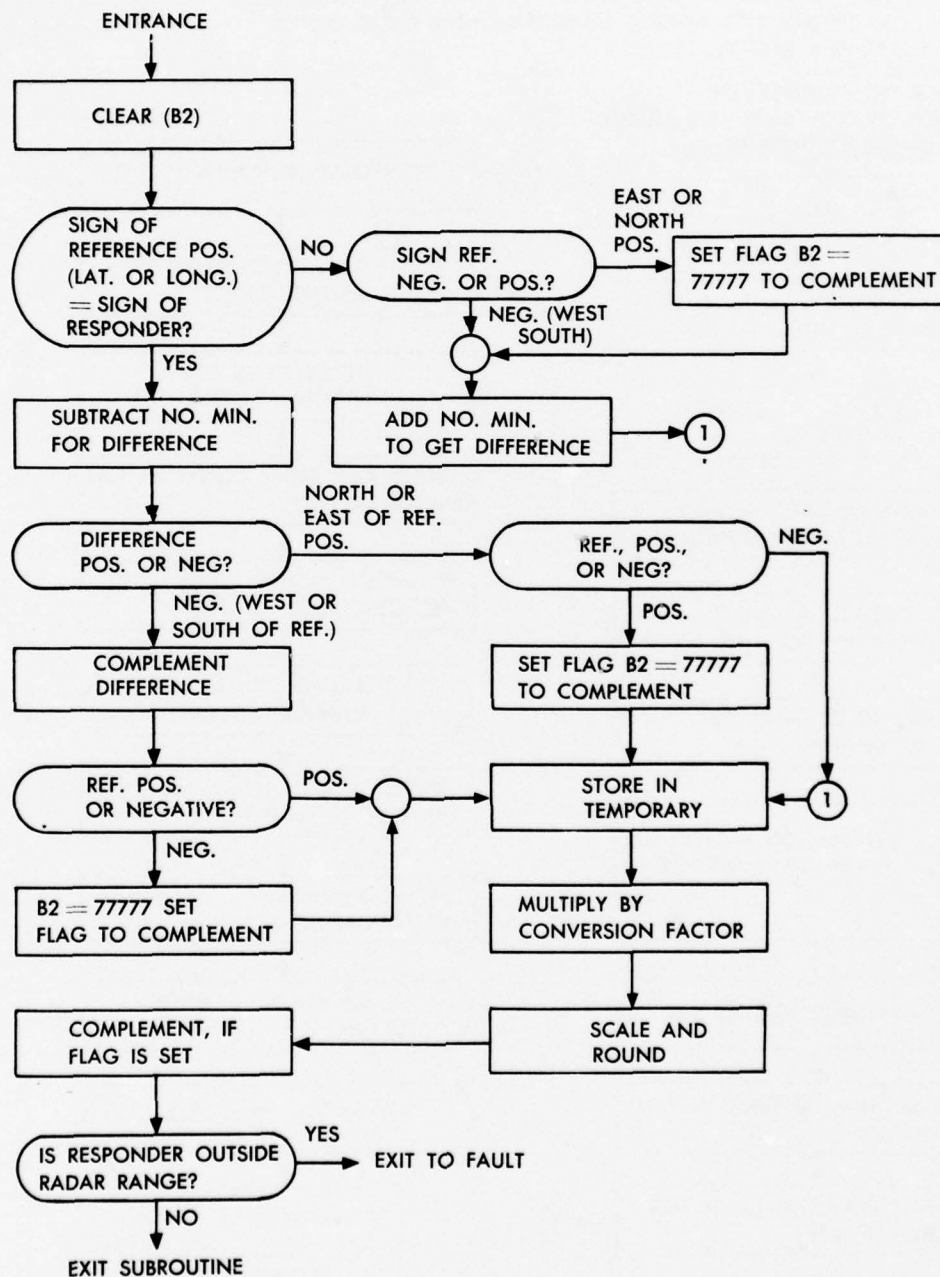 ENTRANCE
CLEAR (B2)
SIGN OF
REFERENCE POS.
(LAT. OR LONG.)
= SIGN OF
RESPONDER?
NO
SIGN REF.
NEG. OR POS.?
EAST OR
NORTH
POS.
SET FLAG B2 =
77777 TO COMPLEMENT
NEG. (WEST
SOUTH)
YES
SUBTRACT NO. MIN.
FOR DIFFERENCE
ADD NO. MIN.
TO GET DIFFERENCE
1
DIFFERENCE
POS. OR NEG?
NORTH OR
EAST OF REF.
POS.
REF., POS.,
OR NEG?
NEG.
NEG. (WEST OR
SOUTH OF REF.)
POS.
COMPLEMENT
DIFFERENCE
SET FLAG B2 = 77777
TO COMPLEMENT
REF. POS.
OR NEGATIVE?
POS.
STORE IN
TEMPORARY
1
NEG.
B2 = 77777 SET
FLAG TO COMPLEMENT
MULTIPLY BY
CONVERSION FACTOR
COMPLEMENT, IF
FLAG IS SET
SCALE AND
ROUND
IS RESPONDER OUTSIDE
RADAR RANGE?
YES
EXIT TO FAULT
NO
EXIT SUBROUTINE